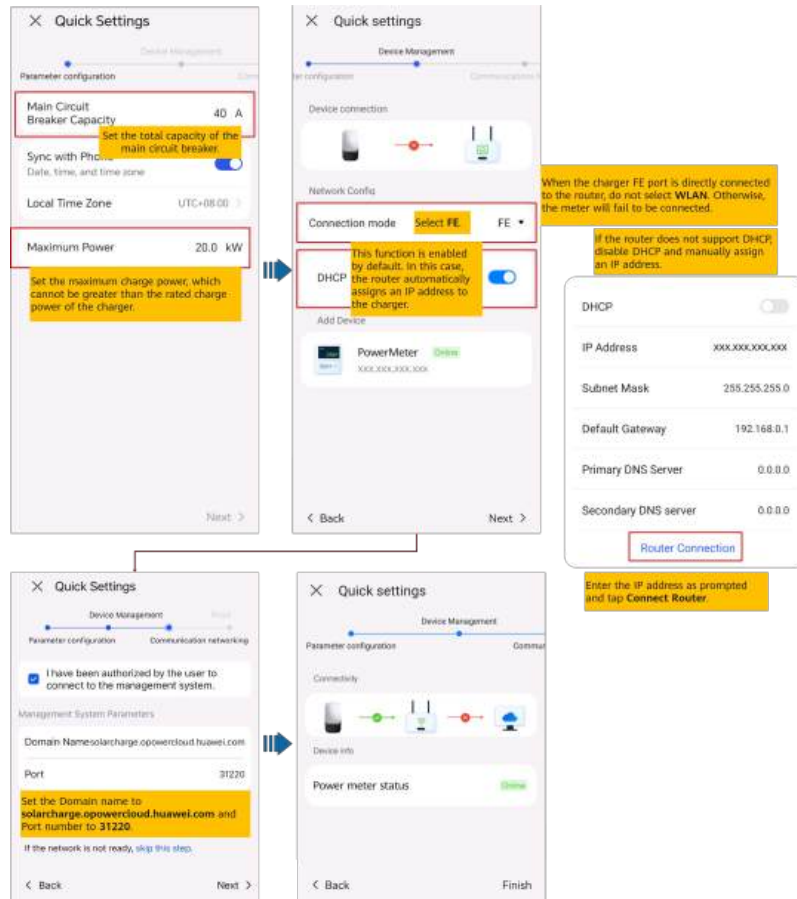 Quick Settings
Device Management
Parameter configuration
Main Circuit
Breaker Capacity
40 A
Set the total capacity of the
main circuit breaker.
Sync with Phone
Date, time, and time zone
Local Time Zone
UTC+08:00
Maximum Power
20.0 kW
Set the maximum charge power, which
cannot be greater than the rated charge
power of the charger.
Next >
Quick settings
Device Management
configuration
Device connection
Network Config
Connection mode
Select FE.
FE
DHCP
This function is enabled
by default. In this case,
the router automatically
assigns an IP address to
the charger.
Add Device
PowerMeter
Online
XXX.XXX.XXX.XXX
< Back
Next >
When the charger FE port is directly connected
to the router, do not select WLAN. Otherwise,
the meter will fail to be connected.
If the router does not support DHCP,
disable DHCP and manually assign
an IP address.
DHCP
IP Address
XXX.XXX.XXX.XXX
Subnet Mask
255.255.255.0
Default Gateway
192.168.0.1
Primary DNS Server
0.0.0.0
Secondary DNS server
0.0.0.0
Router Connection
Enter the IP address as prompted
and tap Connect Router.
Quick Settings
Device Management
Parameter configuration
Communication networking
I have been authorized by the user to
connect to the management system.
Management System Parameters
Domain Name solarcharge.opowercloud.huawei.com
Port
31220
Set the Domain name to
solarcharge.opowercloud.huawei.com and
Port number to 31220.
If the network is not ready, skip this step.
< Back
Next >
Quick settings
Device Management
Parameter configuration
Commun
Connectivity
Device info
Power meter status
Online
< Back
Finish